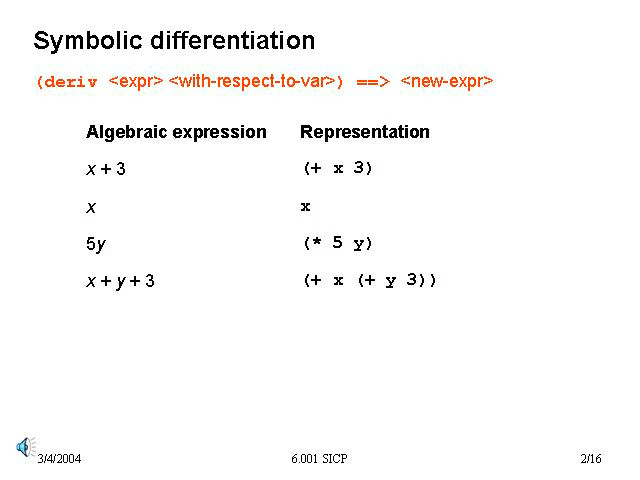 Symbolic differentiation
(deriv <expr> <with-respect-to-var>) ==> <new-expr>
Algebraic expression Representation
x + 3 (+ x 3)
x x
5y (* 5 y)
x + y + 3 (+ x (+ y 3))
3/4/2004 6.001 SICP 2/16